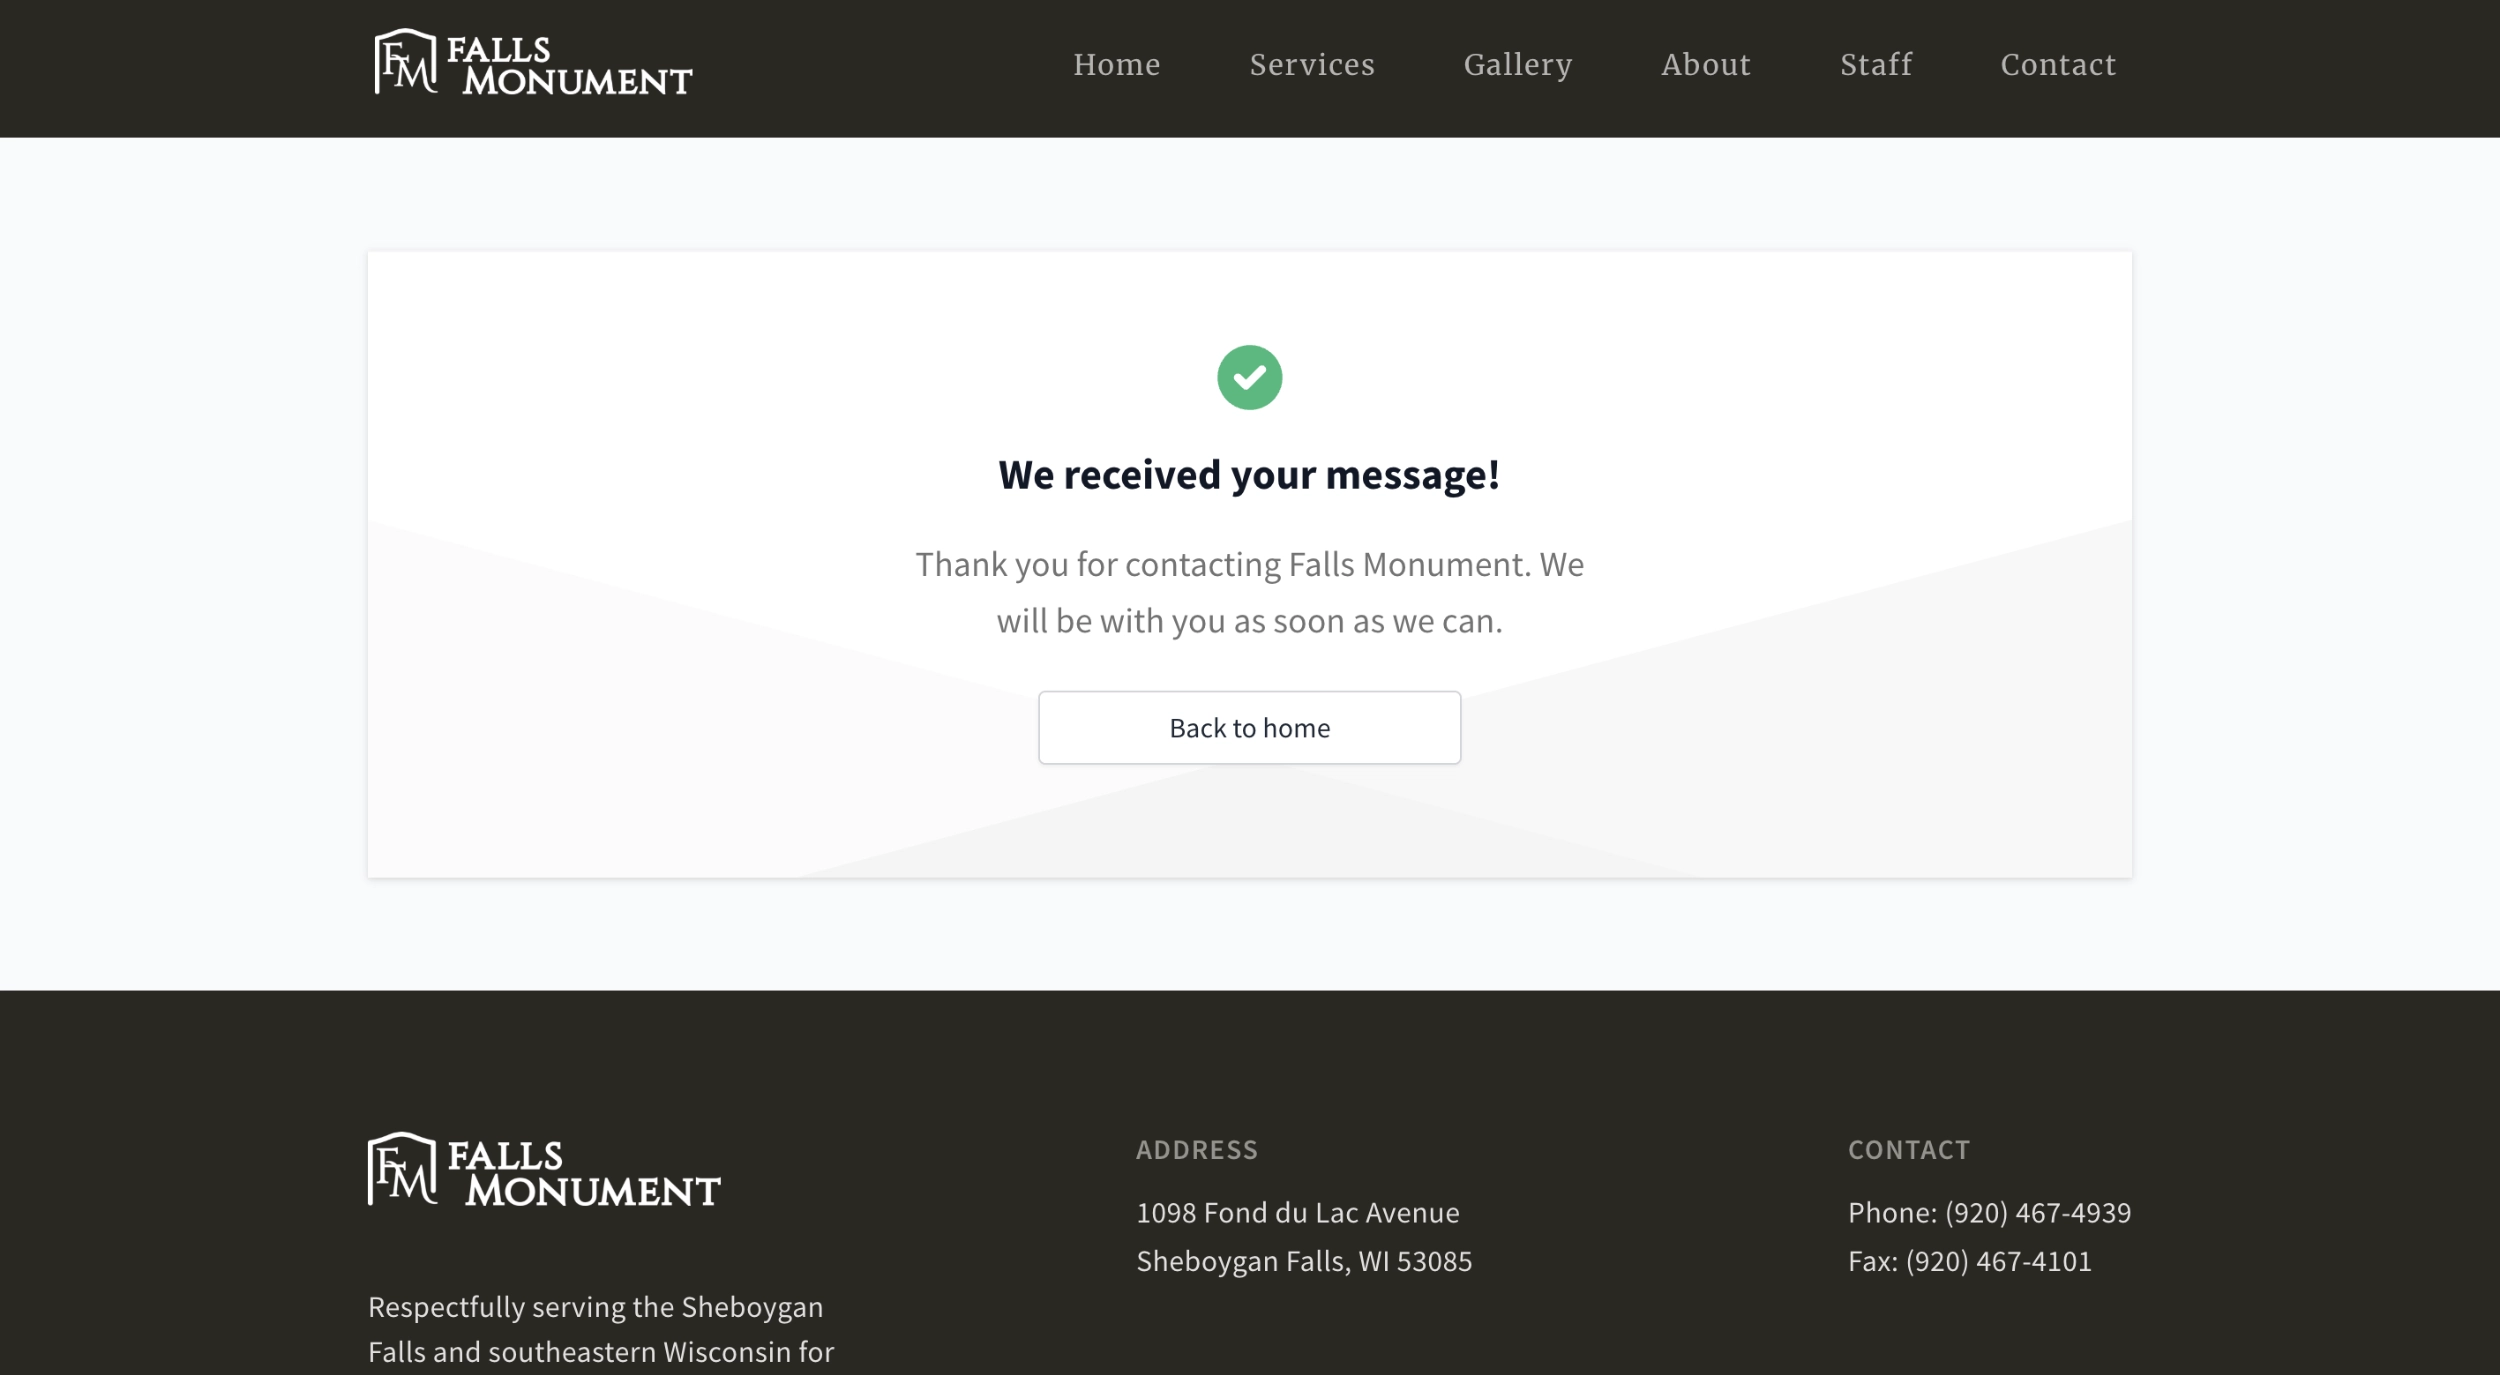 FM FALLS
MONUMENT
Home Services Gallery About Staff Contact
We received your message!
Thank you for contacting Falls Monument. We
will be with you as soon as we can.
Back to home
FM FALLS
MONUMENT
Respectfully serving the Sheboygan
Falls and southeastern Wisconsin for
ADDRESS
1098 Fond du Lac Avenue
Sheboygan Falls, WI 53085
CONTACT
Phone: (920) 467-4939
Fax: (920) 467-4101